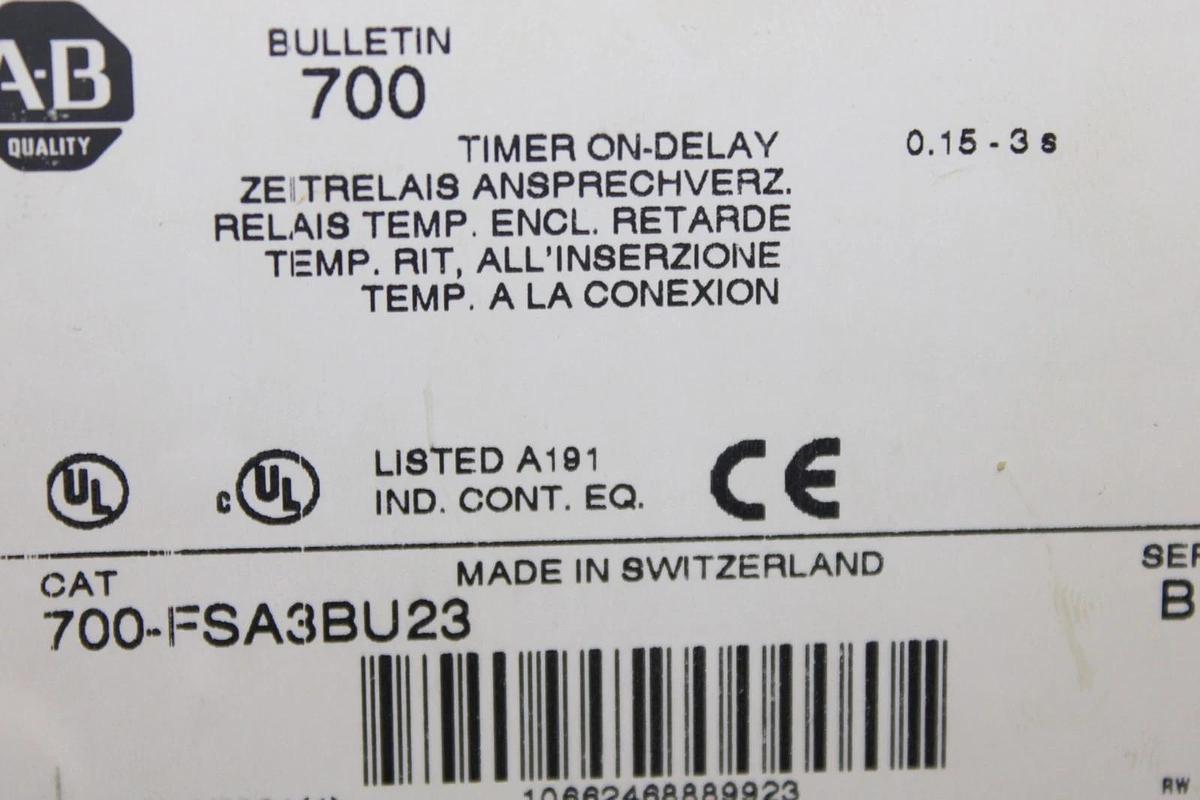 A-B
QUALITY
BULLETIN
700
TIMER ON-DELAY 0.15 - 3 s
ZEITRELAIS ANSPRECHVERZ.
RELAIS TEMP. ENCL. RETARDE
TEMP. RIT, ALL'INSERZIONE
TEMP. A LA CONEXION
UL
c UL
LISTED A191
IND. CONT. EQ.
CE
CAT
700-FSA3BU23
MADE IN SWITZERLAND
SER
B
10662468889923
RW